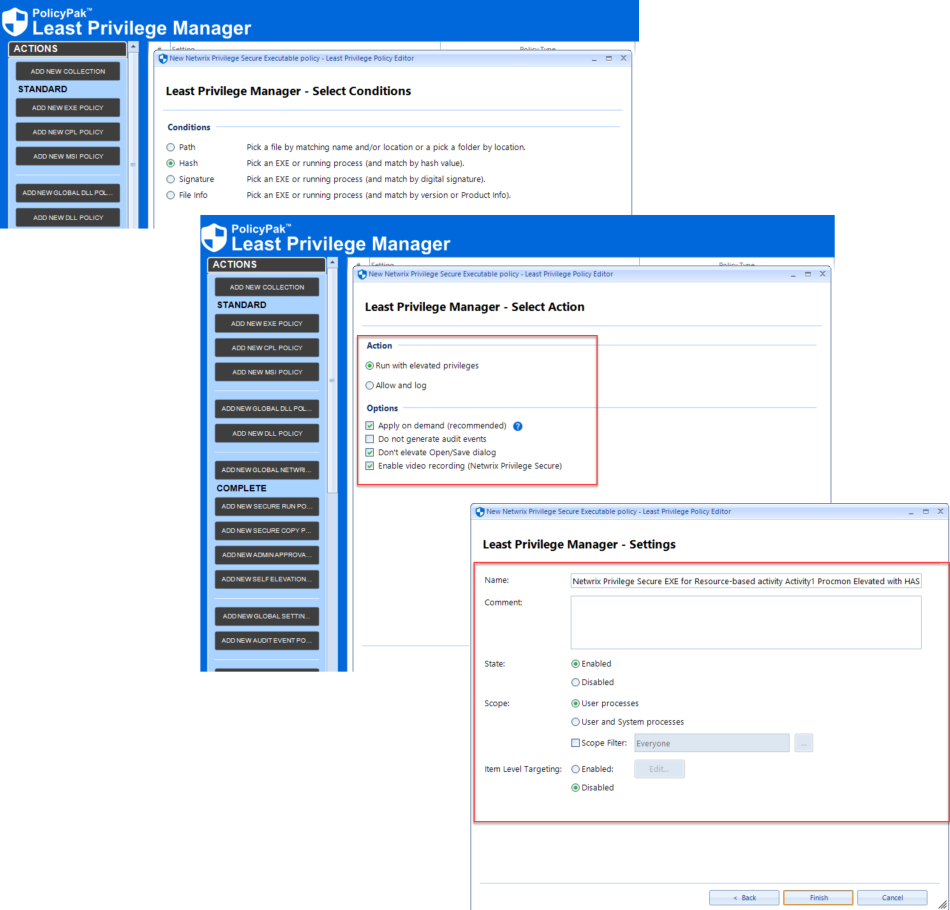 PolicyPak™
Least Privilege Manager
ACTIONS
Setting
Policy Type
ADD NEW COLLECTION
STANDARD
ADD NEW EXE POLICY
ADD NEW CPL POLICY
ADD NEW MSI POLICY
ADD NEW GLOBAL DLL POL...
ADD NEW DLL POLICY
New Netwrix Privilege Secure Executable policy - Least Privilege Policy Editor
Least Privilege Manager - Select Conditions
Conditions
Path Pick a file by matching name and/or location or a pick a folder by location.
Hash Pick an EXE or running process (and match by hash value).
Signature Pick an EXE or running process (and match by digital signature).
File Info Pick an EXE or running process (and match by version or Product Info).
PolicyPak™
Least Privilege Manager
ACTIONS
Setting
Policy Type
ADD NEW COLLECTION
STANDARD
ADD NEW EXE POLICY
ADD NEW CPL POLICY
ADD NEW MSI POLICY
ADD NEW GLOBAL DLL POL...
ADD NEW DLL POLICY
ADD NEW GLOBAL NETWRI...
COMPLETE
ADD NEW SECURE RUN PO...
ADD NEW SECURE COPY P...
ADD NEW ADMIN APPROVA...
ADD NEW SELF ELEVATION...
ADD NEW GLOBAL SETTIN...
ADD NEW AUDIT EVENT PO...
New Netwrix Privilege Secure Executable policy - Least Privilege Policy Editor
Least Privilege Manager - Select Action
Action
Run with elevated privileges
Allow and log
Options
Apply on demand (recommended) ?
Do not generate audit events
Don't elevate Open/Save dialog
Enable video recording (Netwrix Privilege Secure)
New Netwrix Privilege Secure Executable policy - Least Privilege Policy Editor
Least Privilege Manager - Settings
Name: Netwrix Privilege Secure EXE for Resource-based activity Activity1 Procmon Elevated with HAS
Comment:
State: Enabled
Disabled
Scope: User processes
User and System processes
Scope Filter: Everyone ...
Item Level Targeting: Enabled: Edit...
Disabled
< Back Finish Cancel